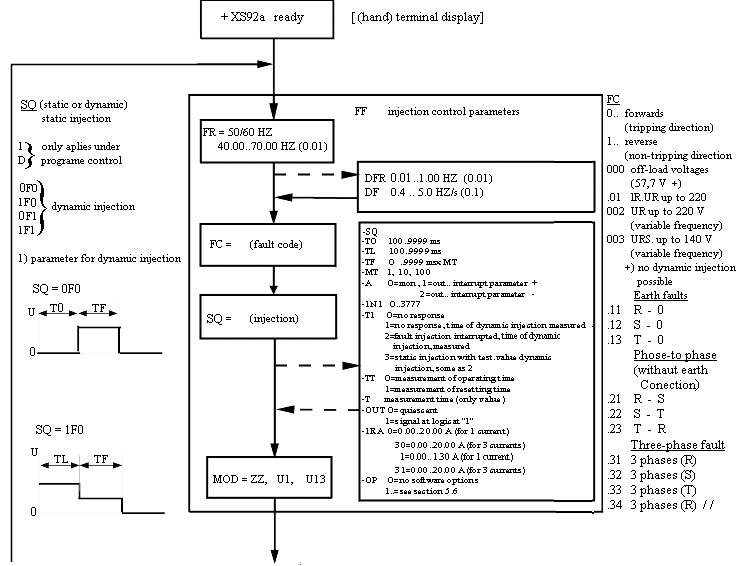 + XS92a ready
[ (hand) terminal display]
SQ (static or dynamic)
static injection
1
D
only aplies under
programe control
0F0
1F0
0F1
1F1
dynamic injection
1) parameter for dynamic injection
SQ = 0F0
U
T0
TF
0
SQ = 1F0
U
TL
TF
0
FF injection control parameters
FR = 50/60 HZ
40.00..70.00 HZ (0.01)
DFR 0.01 ..1.00 HZ (0.01)
DF 0.4 .. 5.0 HZ/s (0.1)
FC = (fault code)
SQ = (injection)
MOD = ZZ, U1, U13
-SQ
-TO 100..9999 ms
-TL 100..9999 ms
-TF 0 ..9999 msx MT
-MT 1, 10, 100
-A 0=mon, 1=out.. interrupt parameter +
2=out.. interrupt parameter -
-1N1 0..3777
-T1 0=no response
1=no response, time of dynamic injection measured -
2=fault injection interrupted, time of dynamic
injection, measured
3=static injection with test.value dynamic
injection, some as 2
-TT 0=measurement of operating time
1=measurement of resetting time
-T measurement time (only value )
-OUT 0= quiescent
1=signal at logic at "1"
-1RA 0=0.00..20.00 A (for 1 current)
30=0.00..20.00 A (for 3 currents)
1=0.00...130 A (for 1 current)
31=0.00..20.00 A (for 3 currents)
-OP 0=no software options
1..=see section 5.6
FC
0.. forwards
(tripping direction)
1.. reverse
(non-tripping direction
000 off-load voltages
(57,7 V +)
.01 IR.UR up to 220
002 UR up to 220 V
(variable frequency)
003 URS. up to 140 V
(variable frequency)
+) no dynamic injection
possible
Earth faults
.11 R - 0
.12 S - 0
.13 T - 0
Phose-to phase
(without earth
Conection)
.21 R - S
.22 S - T
.23 T - R
Three-phase fault
.31 3 phases (R)
.32 3 phases (S)
.33 3 phases (T)
.34 3 phases (R) //